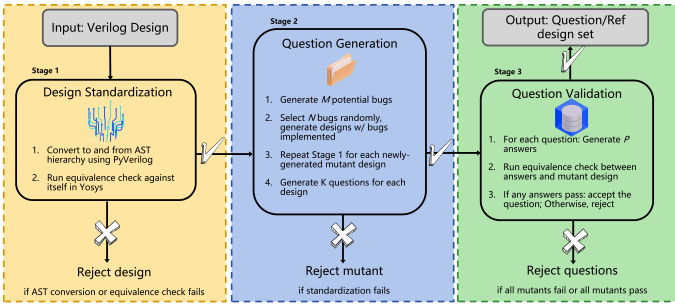 Input: Verilog Design
Stage 1
Design Standardization
1. Convert to and from AST
hierarchy using PyVerilog
2. Run equivalence check against
itself in Yosys
Reject design
if AST conversion or equivalence check fails
Stage 2
Question Generation
1. Generate M potential bugs
2. Select N bugs randomly,
generate designs w/ bugs
implemented
3. Repeat Stage 1 for each newly-
generated mutant design
4. Generate K questions for each
design
Reject mutant
if standardization fails
Output: Question/Ref
design set
Stage 3
Question Validation
1. For each question: Generate P
answers
2. Run equivalence check between
answers and mutant design
3. If any answers pass: accept the
question; Otherwise, reject
Reject questions
if all mutants fail or all mutants pass